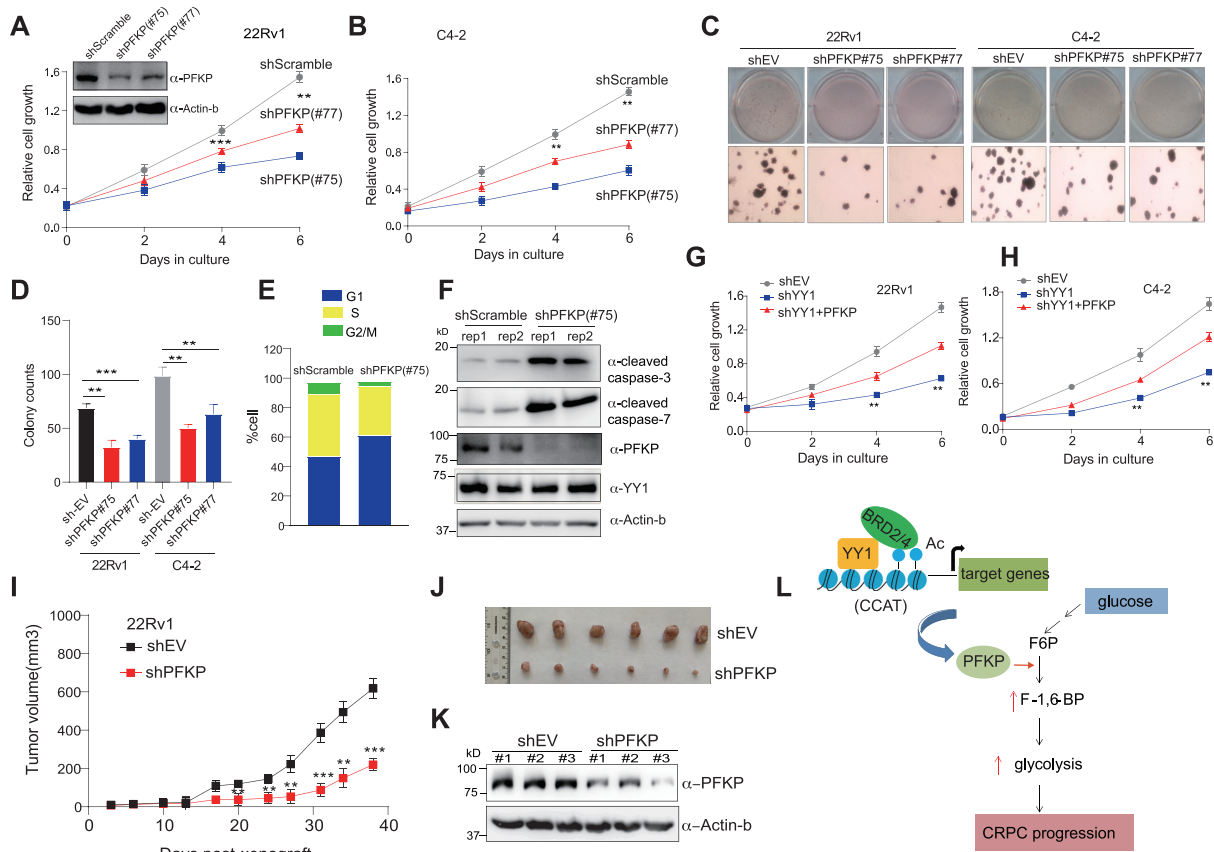 A
shScramble
shPFKP(#75)
shPFKP(#77)
22Rv1
α-PFKP
α-Actin-b
shScramble
**
shPFKP(#77)
***
shPFKP(#75)
Relative cell growth
1.6
1.2
0.8
0.4
0.0
0 2 4 6
Days in culture
B
C4-2
shScramble
**
shPFKP(#77)
**
shPFKP(#75)
Relative cell growth
1.6
1.2
0.8
0.4
0.0
0 2 4 6
Days in culture
C
22Rv1 C4-2
shEV shPFKP#75 shPFKP#77 shEV shPFKP#75 shPFKP#77
D
Colony counts
150
100
50
0
** *** ** **
sh-EV shPFKP#75 shPFKP#77 sh-EV shPFKP#75 shPFKP#77
22Rv1 C4-2
E
G1
S
G2/M
shScramble shPFKP(#75)
%cell
120
100
80
60
40
20
0
F
shScramble shPFKP(#75)
kD rep1 rep2 rep1 rep2
20
α-cleaved
caspase-3
20
α-cleaved
caspase-7
100
α-PFKP
75
75
α-YY1
α-Actin-b
37
G
shEV
shYY1
shYY1+PFKP
22Rv1
Relative cell growth
1.6
1.2
0.8
0.4
0.0
** **
0 2 4 6
Days in culture
H
shEV
shYY1
shYY1+PFKP
C4-2
Relative cell growth
1.8
1.2
0.6
0.0
** **
0 2 4 6
Days in culture
I
22Rv1
shEV
shPFKP
Tumor volume(mm3)
1000
800
600
400
200
0
** ** ** *** ** ***
0 10 20 30 40
Days post xenograft
J
shEV
shPFKP
K
shEV shPFKP
kD #1 #2 #3 #1 #2 #3
100
α-PFKP
75
α-Actin-b
37
L
BRD2/4
YY1
Ac
(CCAT)
target genes
glucose
F6P
PFKP
F-1,6-BP
glycolysis
CRPC progression